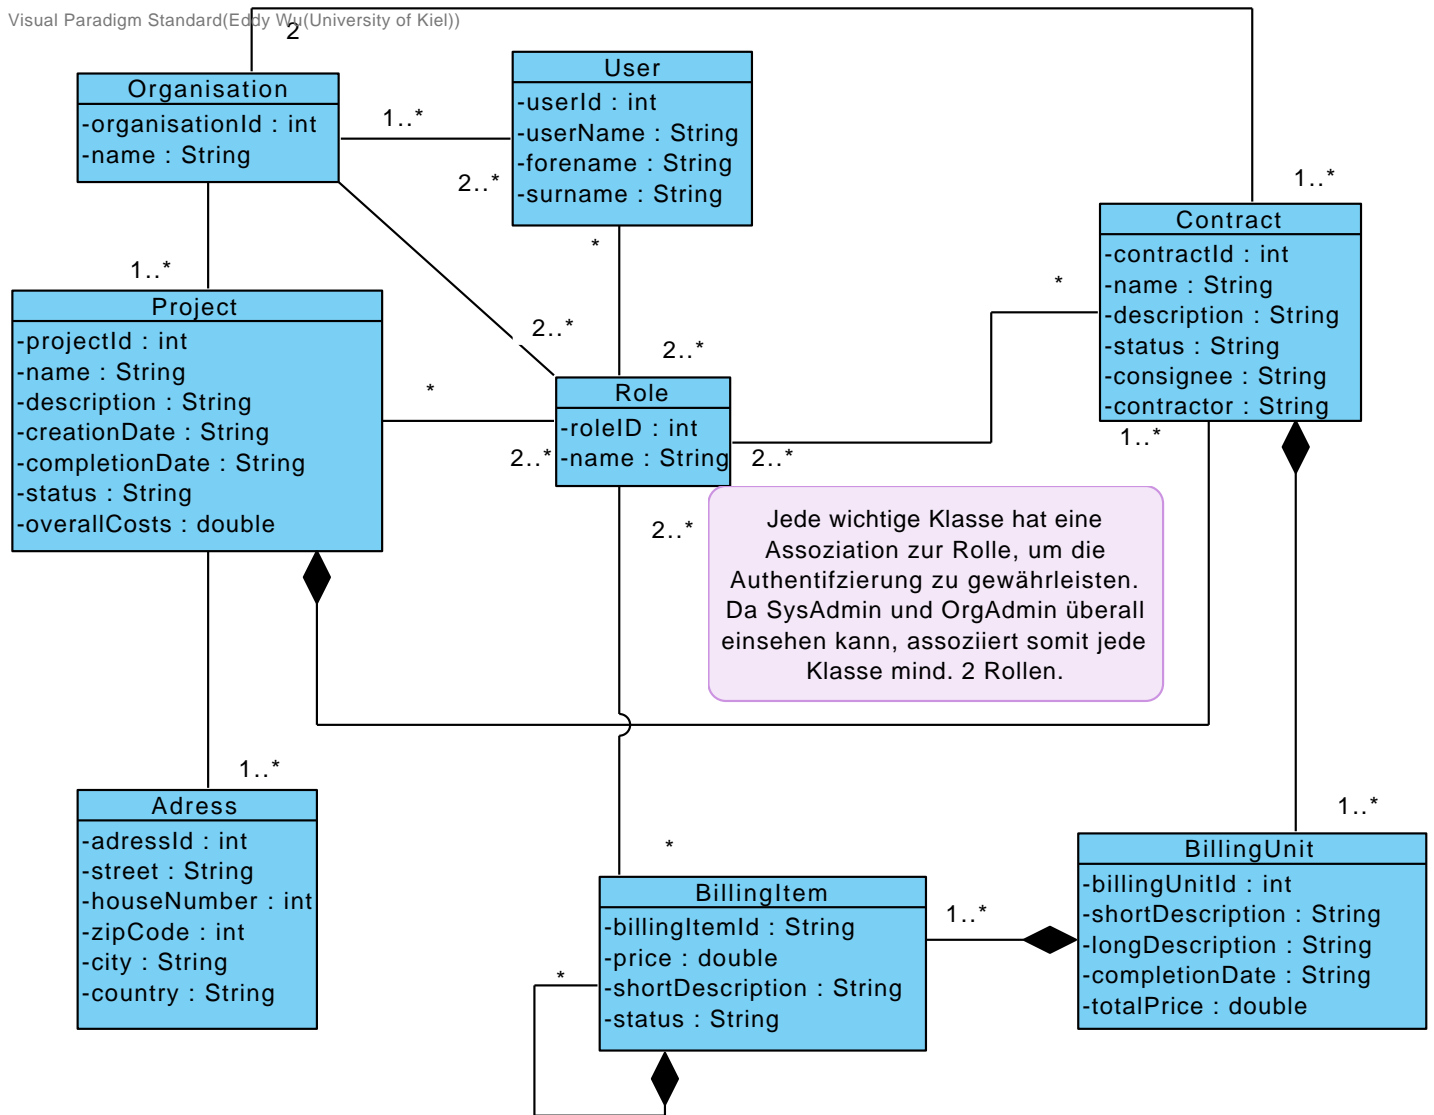 Visual Paradigm Standard(Eddy Wu(University of Kiel))
2
Organisation
-organisationId : int
-name : String
1..*
2..*
User
-userId : int
-userName : String
-forename : String
-surname : String
1..*
Contract
-contractId : int
-name : String
-description : String
-status : String
-consignee : String
-contractor : String
1..*
*
2..*
*
2..*
1..*
Project
-projectId : int
-name : String
-description : String
-creationDate : String
-completionDate : String
-status : String
-overallCosts : double
*
2..*
Role
-roleID : int
-name : String
2..*
*
2..*
Jede wichtige Klasse hat eine
Assoziation zur Rolle, um die
Authentifzierung zu gewährleisten.
Da SysAdmin und OrgAdmin überall
einsehen kann, assoziiert somit jede
Klasse mind. 2 Rollen.
1..*
Adress
-adressId : int
-street : String
-houseNumber : int
-zipCode : int
-city : String
-country : String
*
BillingItem
-billingItemId : String
-price : double
-shortDescription : String
-status : String
*
1..*
1..*
BillingUnit
-billingUnitId : int
-shortDescription : String
-longDescription : String
-completionDate : String
-totalPrice : double